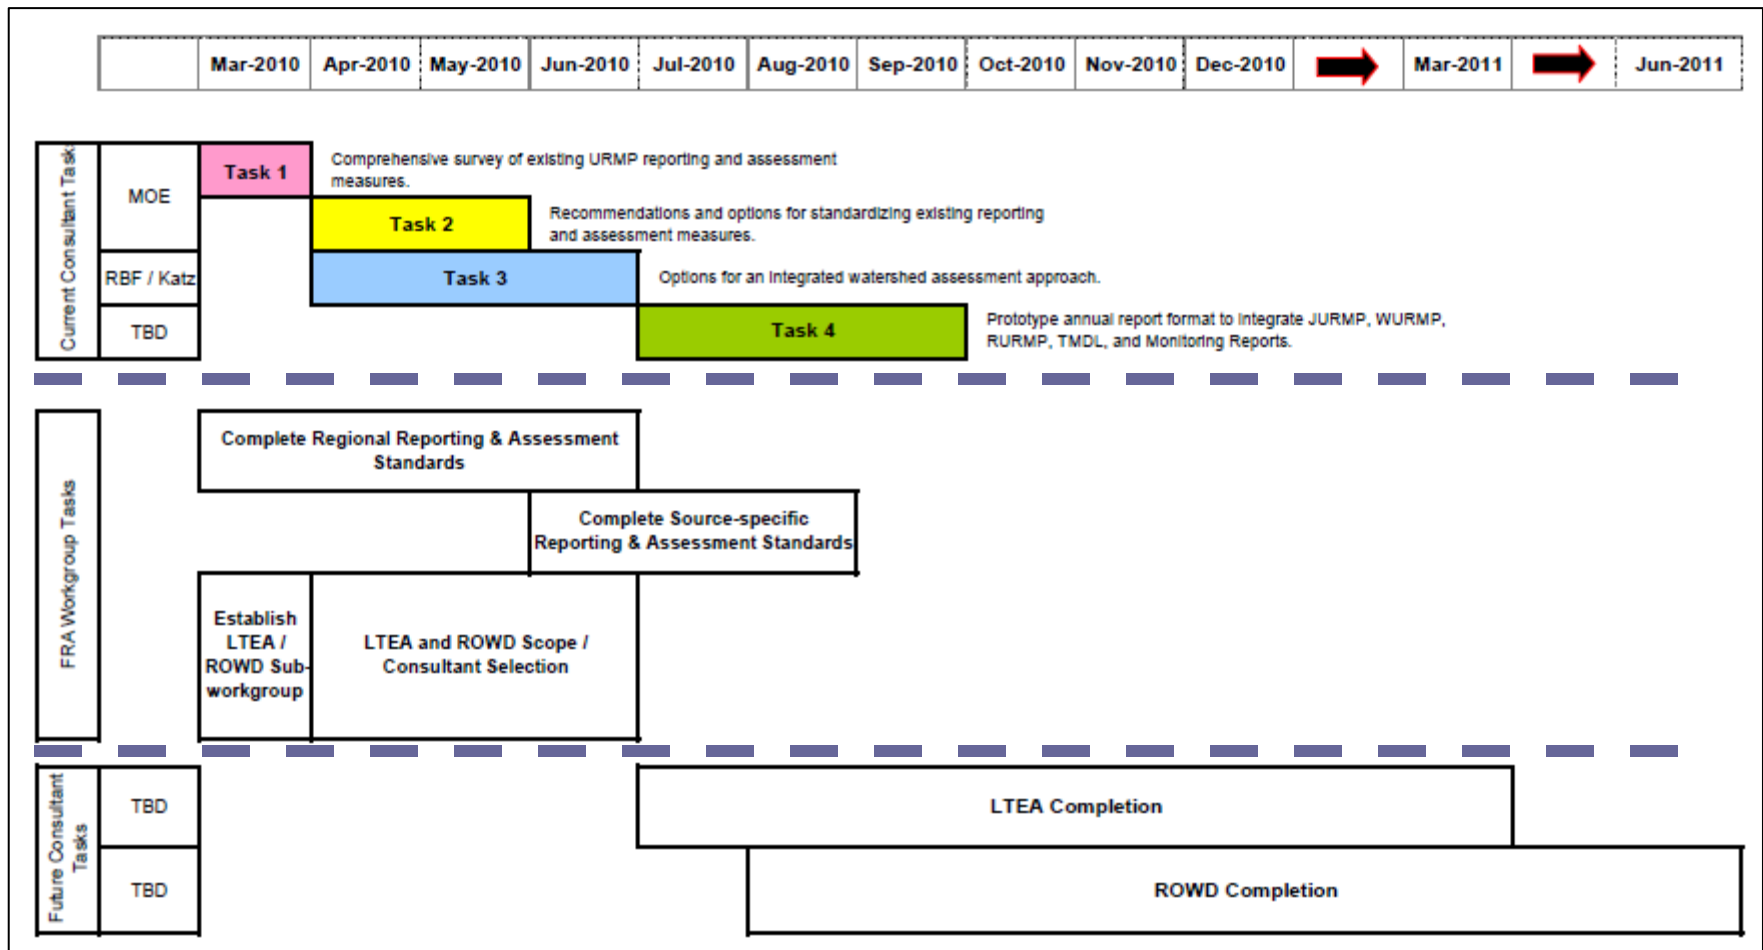 Mar-2010 Apr-2010 May-2010 Jun-2010 Jul-2010 Aug-2010 Sep-2010 Oct-2010 Nov-2010 Dec-2010 Mar-2011 Jun-2011
Current Consultant Task
MOE
Task 1
Comprehensive survey of existing URMP reporting and assessment
measures.
Task 2
Recommendations and options for standardizing existing reporting
and assessment measures.
RBF / Katz
Task 3
Options for an integrated watershed assessment approach.
TBD
Task 4
Prototype annual report format to integrate JURMP, WURMP,
RURMP, TMDL, and Monitoring Reports.
FRA Workgroup Tasks
Complete Regional Reporting & Assessment
Standards
Complete Source-specific
Reporting & Assessment Standards
Establish
LTEA /
ROWD Sub-
workgroup
LTEA and ROWD Scope /
Consultant Selection
Future Consultant
Tasks
TBD
LTEA Completion
TBD
ROWD Completion